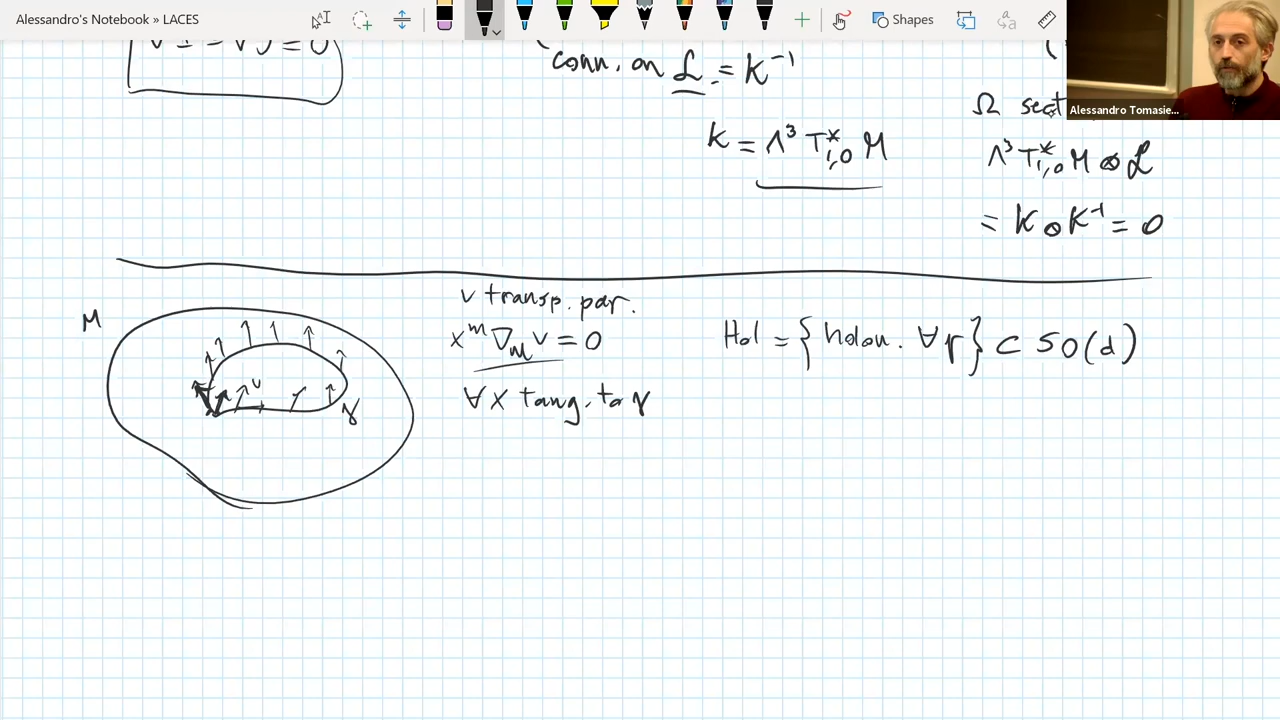 Alessandro's Notebook » LACES
Shapes
Alessandro Tomasie...
= 0
conn. on ℒ := K⁻¹
K = Λ³ T*₁,₀ M
Ω sect
Λ³ T*₁,₀ M ⊗ ℒ
= K ⊗ K⁻¹ = O
M
v
γ
v transp. par.
x^m ∇_M v = 0
∀ x tang. to γ
Hol = { holon. ∀ γ } ⊂ SO(d)